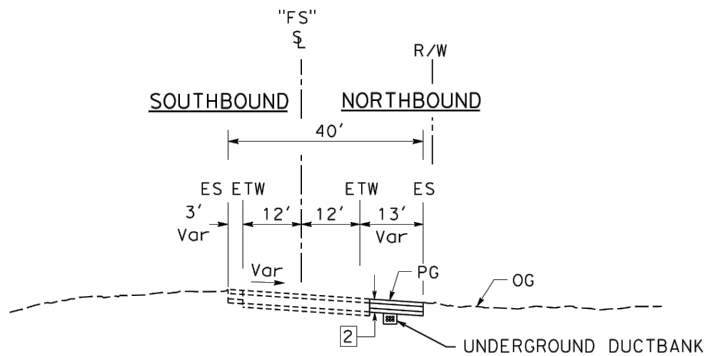 "FS"
R/W
SOUTHBOUND NORTHBOUND
40'
ES ETW ETW ES
3' 12' 12' 13'
Var Var
Var
PG
OG
2
UNDERGROUND DUCTBANK